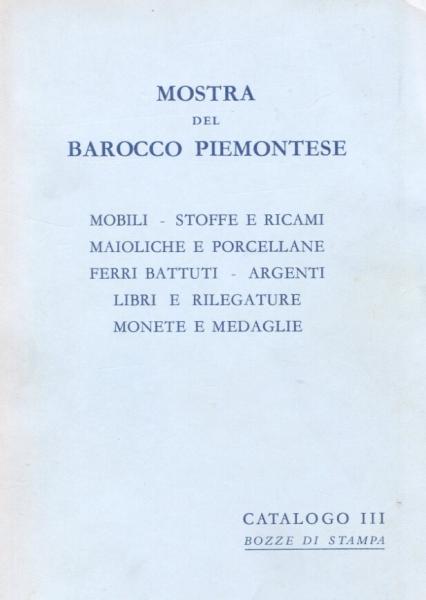 MOSTRA
DEL
BAROCCO PIEMONTESE
MOBILI - STOFFE E RICAMI
MAIOLICHE E PORCELLANE
FERRI BATTUTI - ARGENTI
LIBRI E RILEGATURE
MONETE E MEDAGLIE
CATALOGO III
BOZZE DI STAMPA